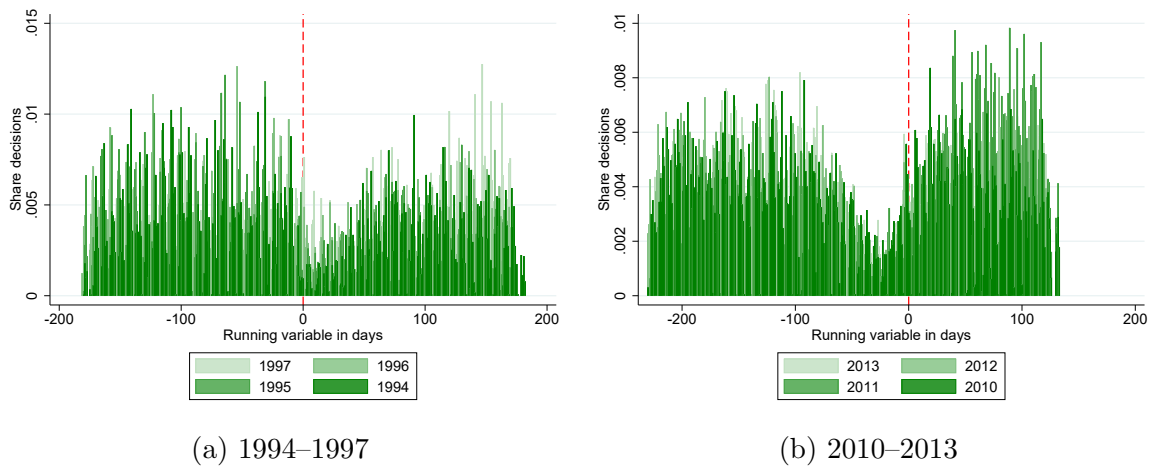 .015
.01
.005
0
Share decisions
-200 -100 0 100 200
Running variable in days
1997 1996
1995 1994
(a) 1994–1997
.01
.008
.006
.004
.002
0
Share decisions
-200 -100 0 100 200
Running variable in days
2013 2012
2011 2010
(b) 2010–2013